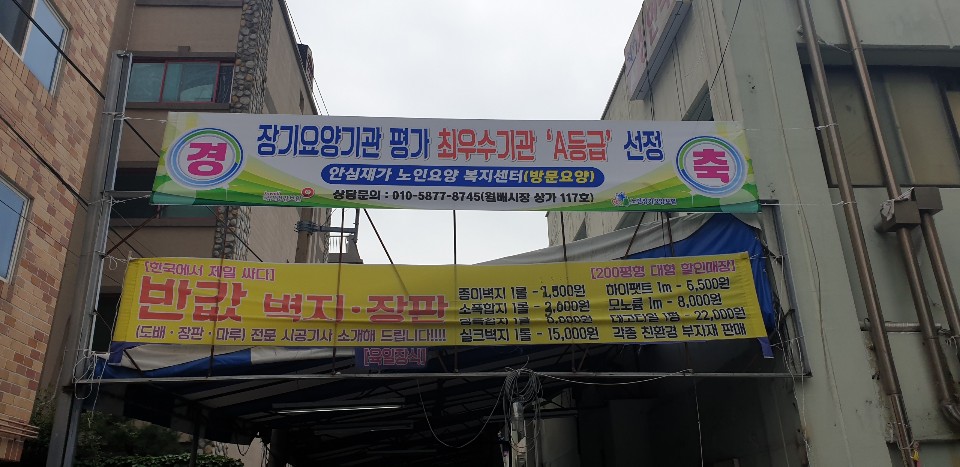 경 축
장기요양기관 평가 최우수기관 'A등급' 선정
안심재가 노인요양 복지센터(방문요양)
상담문의 : 010-5877-8745(월배시장 상가 117호)
[한국에서 제일 싸다]
반값 벽지·장판
(도배·장판·마루) 전문 시공기사 소개해 드립니다!!!!
종이벽지 1롤 - 1,500원
소폭합지 1롤 -
실크벽지 1롤 - 15,000원
[200평형 대형 할인매장]
하이팻트 1m - 5,500원
모노륨 1m - 8,000원
데코타일 1평 - 22,000원
각종 친환경 부자재 판매